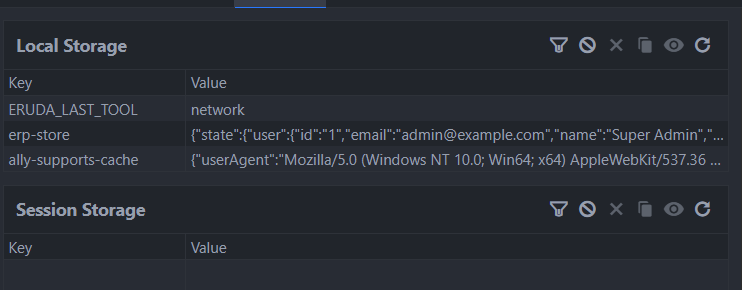 Local Storage
Key Value
ERUDA_LAST_TOOL network
erp-store {"state":{"user":{"id":"1","email":"admin@example.com","name":"Super Admin","...
ally-supports-cache {"userAgent":"Mozilla/5.0 (Windows NT 10.0; Win64; x64) AppleWebKit/537.36 ...
Session Storage
Key Value